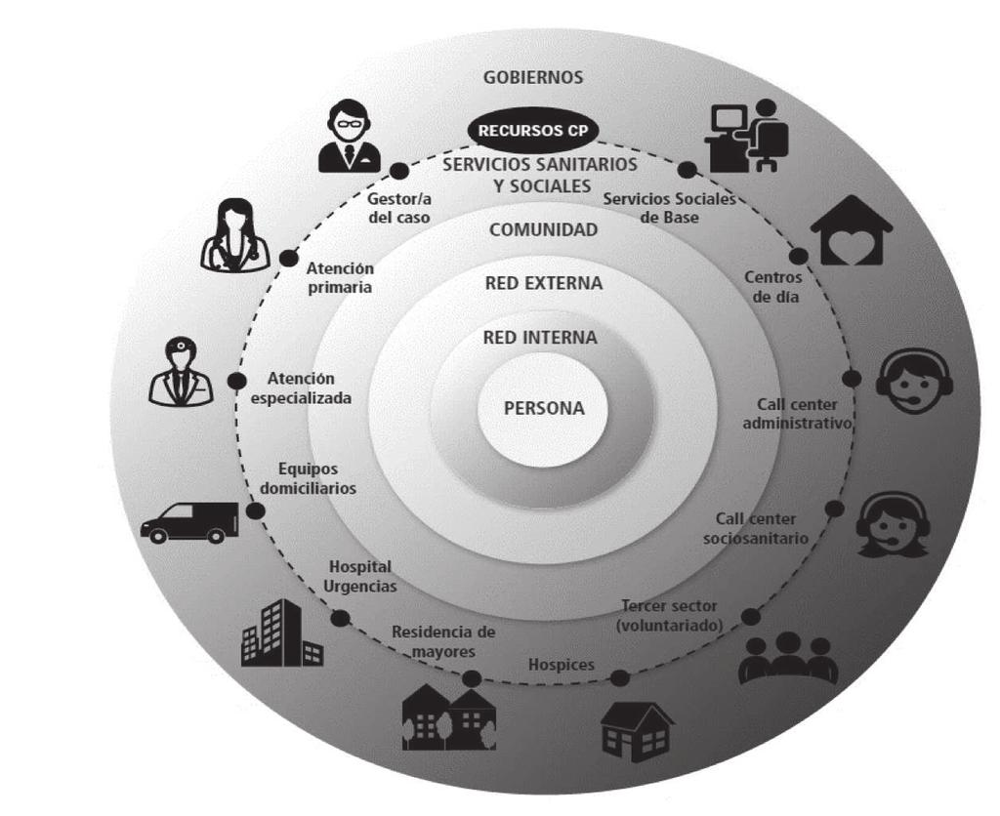 GOBIERNOS
RECURSOS CP
SERVICIOS SANITARIOS
Y SOCIALES
Gestor/a
del caso
Servicios Sociales
de Base
COMUNIDAD
Atención
primaria
Centros
de día
RED EXTERNA
RED INTERNA
Atención
especializada
PERSONA
Call center
administrativo
Equipos
domiciliarios
Call center
sociosanitario
Hospital
Urgencias
Tercer sector
(voluntariado)
Residencia de
mayores
Hospices